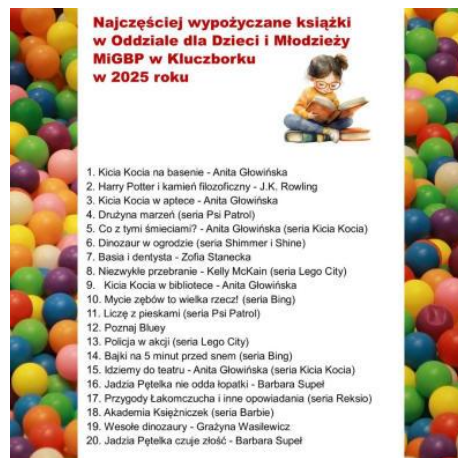 Najczęściej wypożyczane książki
w Oddziale dla Dzieci i Młodzieży
MiGBP w Kluczborku
w 2025 roku
1. Kicia Kocia na basenie - Anita Głowińska
2. Harry Potter i kamień filozoficzny - J.K. Rowling
3. Kicia Kocia w aptece - Anita Głowińska
4. Drużyna marzeń (seria Psi Patrol)
5. Co z tymi śmieciami? - Anita Głowińska (seria Kicia Kocia)
6. Dinozaur w ogrodzie (seria Shimmer i Shine)
7. Basia i dentysta - Zofia Stanecka
8. Niezwykłe przebranie - Kelly McKain (seria Lego City)
9. Kicia Kocia w bibliotece - Anita Głowińska
10. Mycie zębów to wielka rzecz! (seria Bing)
11. Liczę z pieskami (seria Psi Patrol)
12. Poznaj Bluey
13. Policja w akcji (seria Lego City)
14. Bajki na 5 minut przed snem (seria Bing)
15. Idziemy do teatru - Anita Głowińska (seria Kicia Kocia)
16. Jadzia Pętelka nie odda łopatki - Barbara Supeł
17. Przygody Łakomczucha i inne opowiadania (seria Reksio)
18. Akademia Księżniczek (seria Barbie)
19. Wesołe dinozaury - Grażyna Wasilewicz
20. Jadzia Pętelka czuje złość - Barbara Supeł